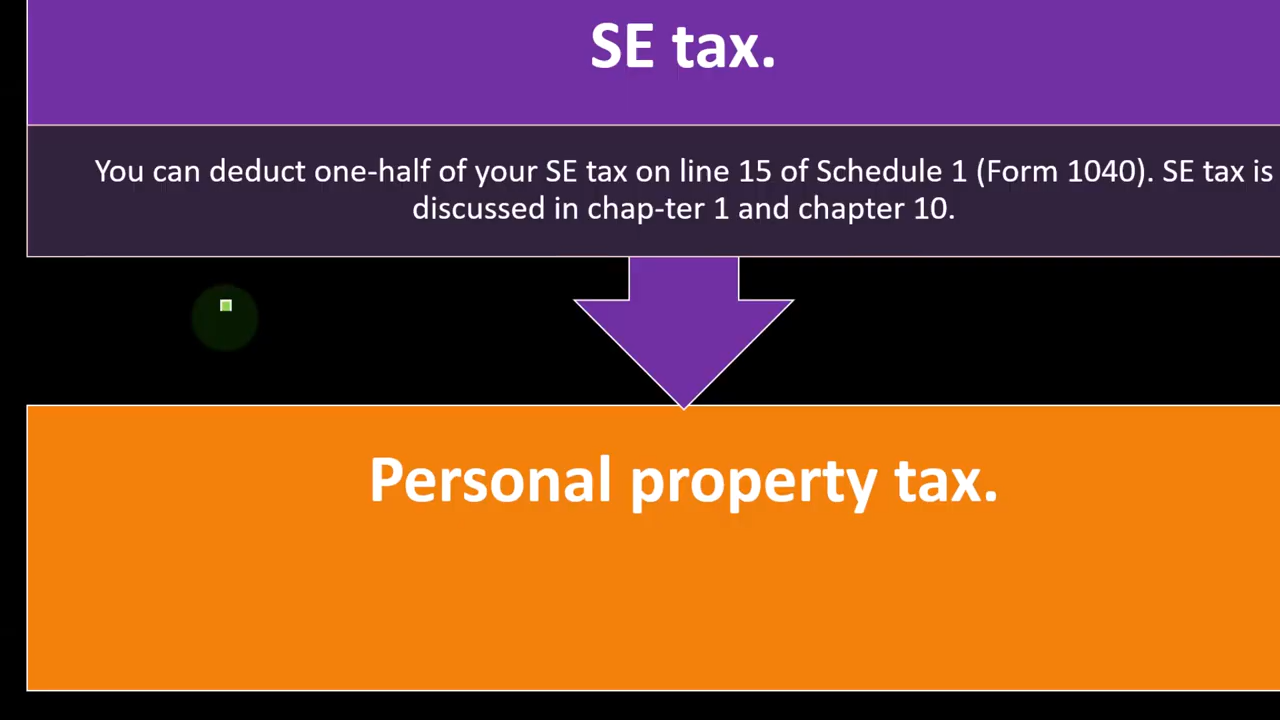 SE tax.
You can deduct one-half of your SE tax on line 15 of Schedule 1 (Form 1040). SE tax is
discussed in chap-ter 1 and chapter 10.
Personal property tax.